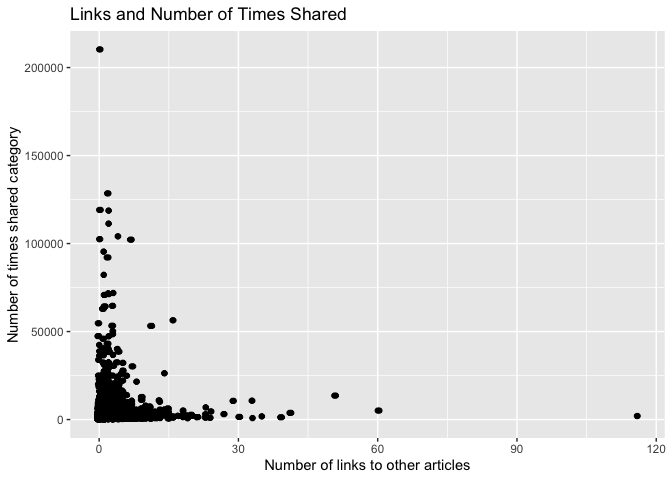 Links and Number of Times Shared
200000
150000
100000
50000
0
Number of times shared category
0 30 60 90 120
Number of links to other articles